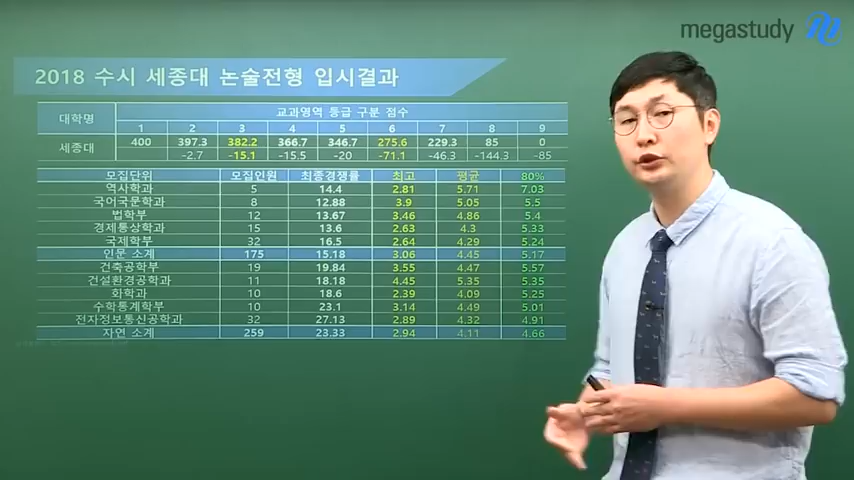 megastudy
2018 수시 세종대 논술전형 입시결과
대학명 교과영역 등급 구분 점수
1 2 3 4 5 6 7 8 9
세종대 400 397.3 382.2 366.7 346.7 275.6 229.3 85 0
-2.7 -15.1 -15.5 -20 -71.1 -46.3 -144.3 -85
모집단위 모집인원 최종경쟁률 최고 평균 80%
역사학과 5 14.4 2.81 5.71 7.03
국어국문학과 8 12.88 3.9 5.05 5.5
법학부 12 13.67 3.46 4.86 5.4
경제통상학과 15 13.6 2.63 4.3 5.33
국제학부 32 16.5 2.64 4.29 5.24
인문 소계 175 15.18 3.06 4.45 5.17
건축공학부 19 19.84 3.55 4.47 5.57
건설환경공학과 11 18.18 4.45 5.35 5.35
화학과 10 18.6 2.39 4.09 5.25
수학통계학부 10 23.1 3.14 4.49 5.01
전자정보통신공학과 32 27.13 2.89 4.32 4.91
자연 소계 259 23.33 2.94 4.11 4.66